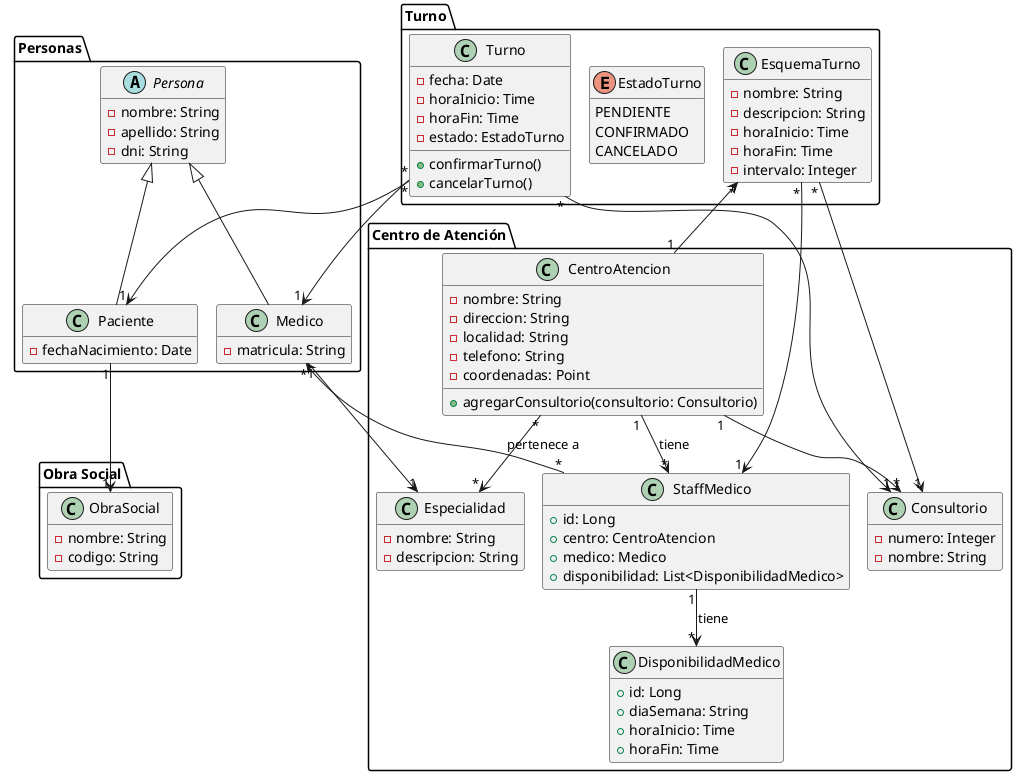 Turno
C Turno
fecha: Date
horaInicio: Time
horaFin: Time
estado: EstadoTurno
confirmarTurno()
cancelarTurno()
E EstadoTurno
PENDIENTE
CONFIRMADO
CANCELADO
C EsquemaTurno
nombre: String
descripcion: String
horaInicio: Time
horaFin: Time
intervalo: Integer
Personas
A Persona
nombre: String
apellido: String
dni: String
* 
*
*
*
*
*
1
1
1
C Paciente
fechaNacimiento: Date
C Medico
matricula: String
1
*
1
Centro de Atención
C CentroAtencion
nombre: String
direccion: String
localidad: String
telefono: String
coordenadas: Point
agregarConsultorio(consultorio: Consultorio)
*
1
1
pertenece a
tiene
*
*
*
1
1
*
1
1
1
Obra Social
C ObraSocial
nombre: String
codigo: String
C Especialidad
nombre: String
descripcion: String
C StaffMedico
id: Long
centro: CentroAtencion
medico: Medico
disponibilidad: List<DisponibilidadMedico>
C Consultorio
numero: Integer
nombre: String
1
tiene
*
C DisponibilidadMedico
id: Long
diaSemana: String
horaInicio: Time
horaFin: Time